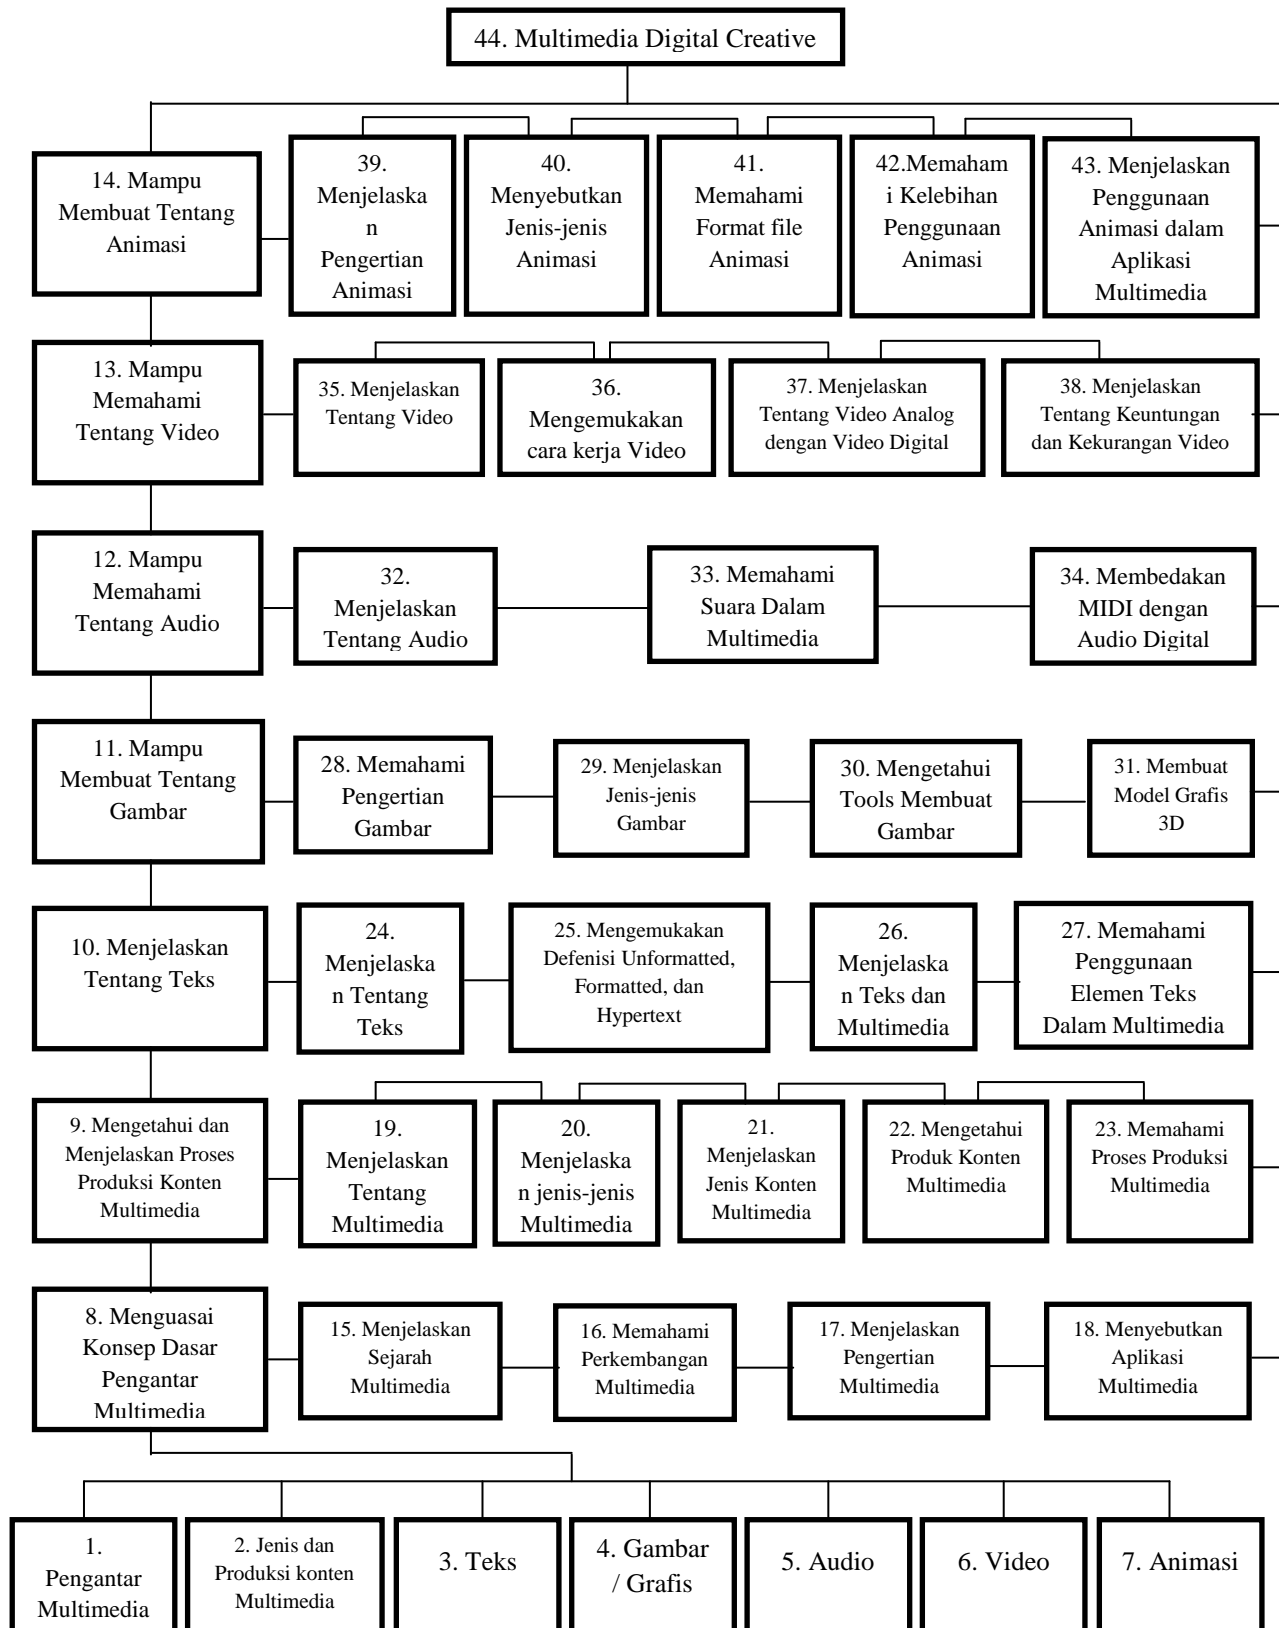 44. Multimedia Digital Creative
14. Mampu
Membuat Tentang
Animasi
39.
Menjelaska
n
Pengertian
Animasi
40.
Menyebutkan
Jenis-jenis
Animasi
41.
Memahami
Format file
Animasi
42.Memaham
i Kelebihan
Penggunaan
Animasi
43. Menjelaskan
Penggunaan
Animasi dalam
Aplikasi
Multimedia
13. Mampu
Memahami
Tentang Video
35. Menjelaskan
Tentang Video
36.
Mengemukakan
cara kerja Video
37. Menjelaskan
Tentang Video Analog
dengan Video Digital
38. Menjelaskan
Tentang Keuntungan
dan Kekurangan Video
12. Mampu
Memahami
Tentang Audio
32.
Menjelaskan
Tentang Audio
33. Memahami
Suara Dalam
Multimedia
34. Membedakan
MIDI dengan
Audio Digital
11. Mampu
Membuat Tentang
Gambar
28. Memahami
Pengertian
Gambar
29. Menjelaskan
Jenis-jenis
Gambar
30. Mengetahui
Tools Membuat
Gambar
31. Membuat
Model Grafis
3D
10. Menjelaskan
Tentang Teks
24.
Menjelaska
n Tentang
Teks
25. Mengemukakan
Defenisi Unformatted,
Formatted, dan
Hypertext
26.
Menjelaska
n Teks dan
Multimedia
27. Memahami
Penggunaan
Elemen Teks
Dalam Multimedia
9. Mengetahui dan
Menjelaskan Proses
Produksi Konten
Multimedia
19.
Menjelaskan
Tentang
Multimedia
20.
Menjelaska
n jenis-jenis
Multimedia
21.
Menjelaskan
Jenis Konten
Multimedia
22. Mengetahui
Produk Konten
Multimedia
23. Memahami
Proses Produksi
Multimedia
8. Menguasai
Konsep Dasar
Pengantar
Multimedia
15. Menjelaskan
Sejarah
Multimedia
16. Memahami
Perkembangan
Multimedia
17. Menjelaskan
Pengertian
Multimedia
18. Menyebutkan
Aplikasi
Multimedia
1.
Pengantar
Multimedia
2. Jenis dan
Produksi konten
Multimedia
3. Teks
4. Gambar
/ Grafis
5. Audio
6. Video
7. Animasi